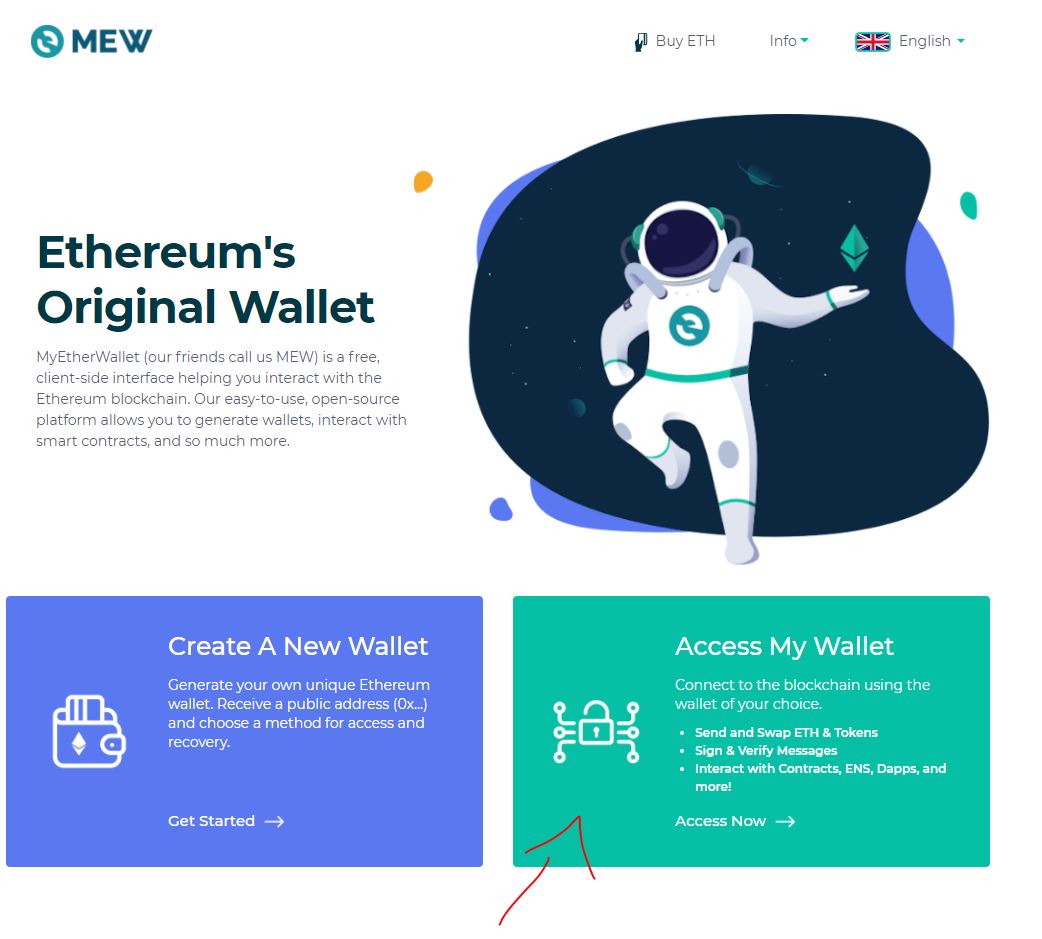 MEW
Buy ETH
Info
English
Ethereum's
Original Wallet
MyEtherWallet (our friends call us MEW) is a free,
client-side interface helping you interact with the
Ethereum blockchain. Our easy-to-use, open-source
platform allows you to generate wallets, interact with
smart contracts, and so much more.
Create A New Wallet
Generate your own unique Ethereum
wallet. Receive a public address (0x...)
and choose a method for access and
recovery.
Get Started
Access My Wallet
Connect to the blockchain using the
wallet of your choice.
• Send and Swap ETH & Tokens
• Sign & Verify Messages
• Interact with Contracts, ENS, Dapps, and
more!
Access Now